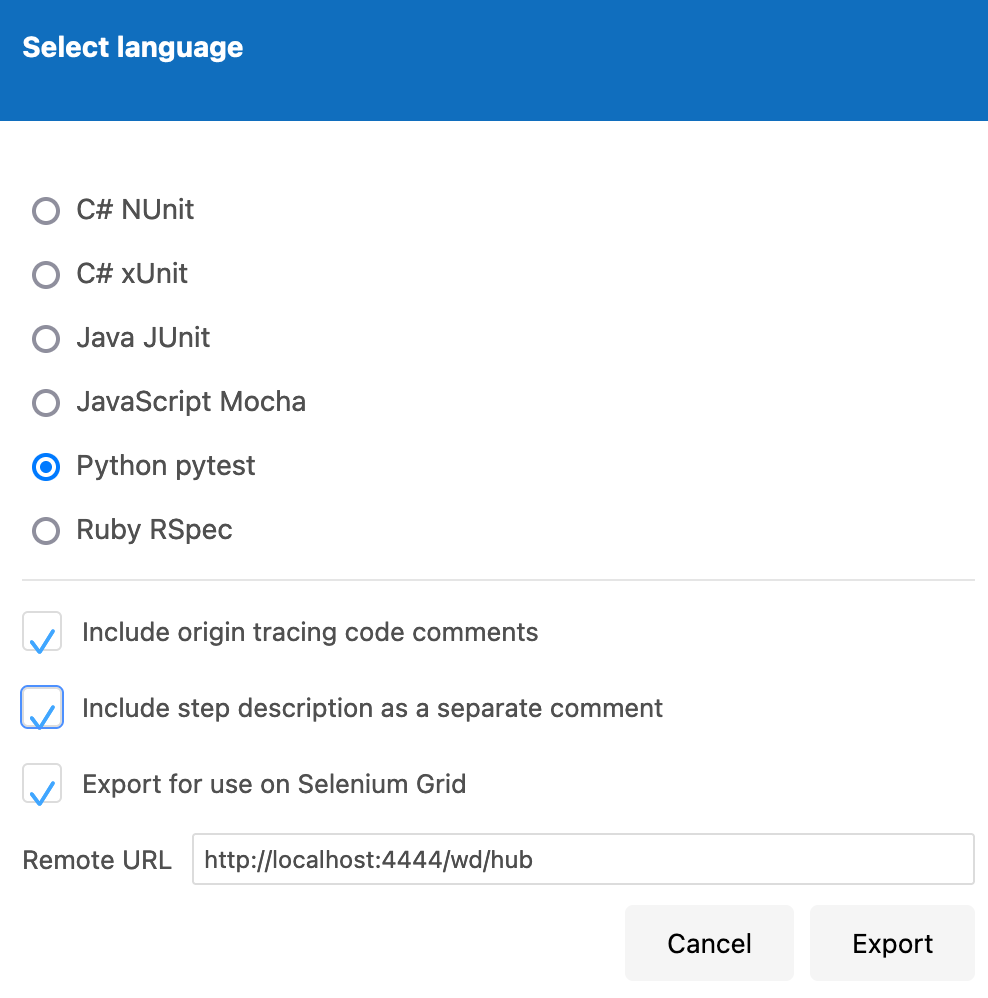 Select language
C# NUnit
C# xUnit
Java JUnit
JavaScript Mocha
Python pytest
Ruby RSpec
Include origin tracing code comments
Include step description as a separate comment
Export for use on Selenium Grid
Remote URL http://localhost:4444/wd/hub
Cancel Export